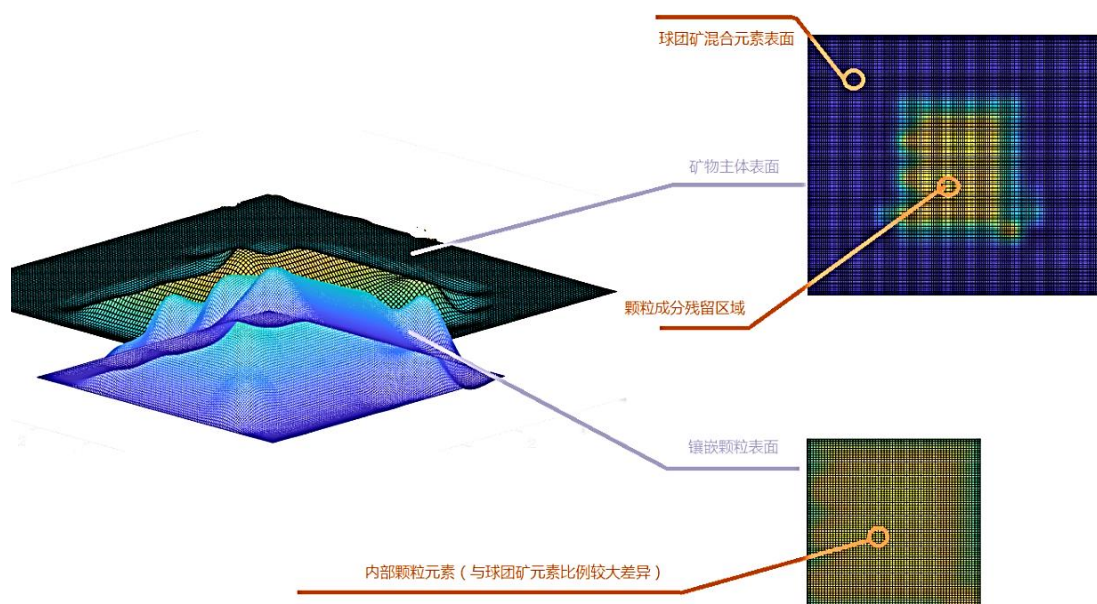 球团矿混合元素表面
矿物主体表面
颗粒成分残留区域
镶嵌颗粒表面
内部颗粒元素（与球团矿元素比例较大差异）